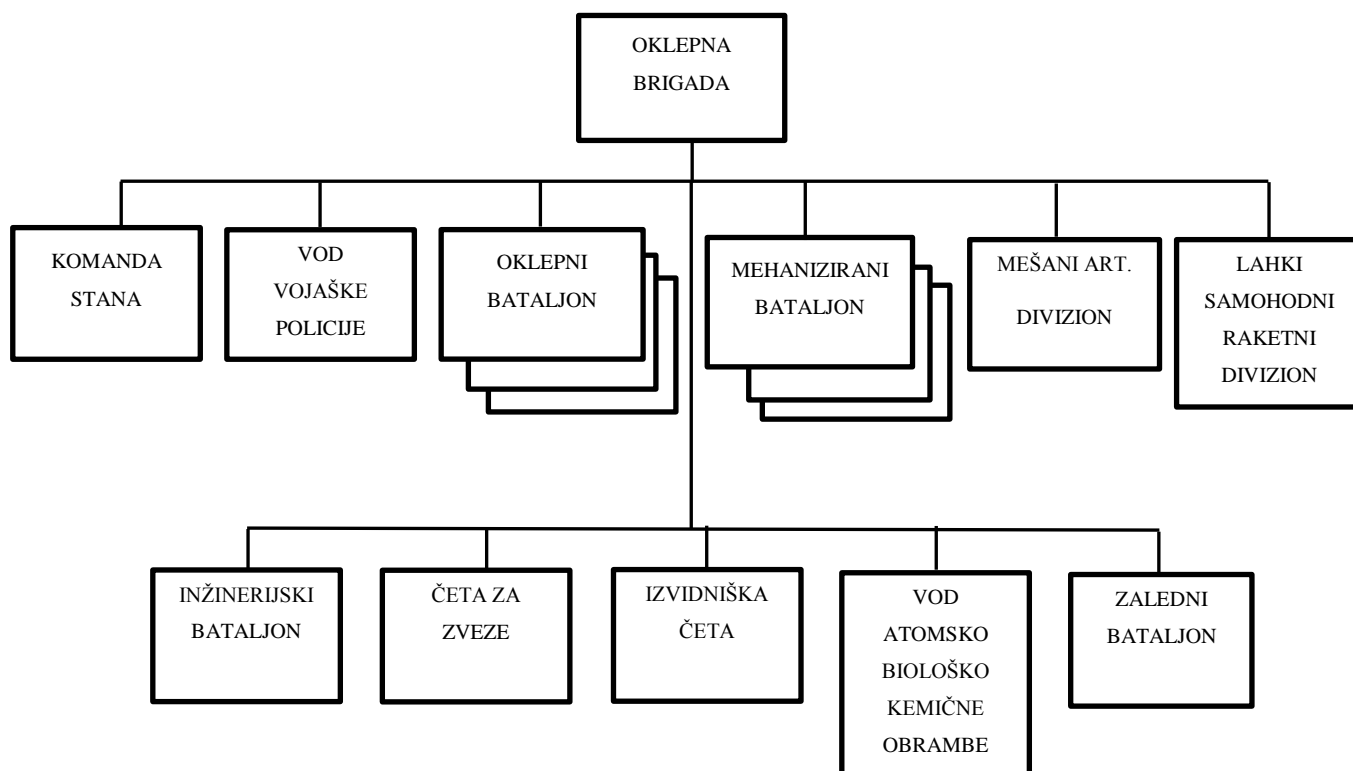 OKLEPNA
BRIGADA
KOMANDA
STANA
VOD
VOJAŠKE
POLICIJE
OKLEPNI
BATALJON
MEHANIZIRANI
BATALJON
MEŠANI ART.
DIVIZION
LAHKI
SAMOHODNI
RAKETNI
DIVIZION
INŽINERIJSKI
BATALJON
ČETA ZA
ZVEZE
IZVIDNIŠKA
ČETA
VOD
ATOMSKO
BIOLOŠKO
KEMIČNE
OBRAMBE
ZALEDNI
BATALJON